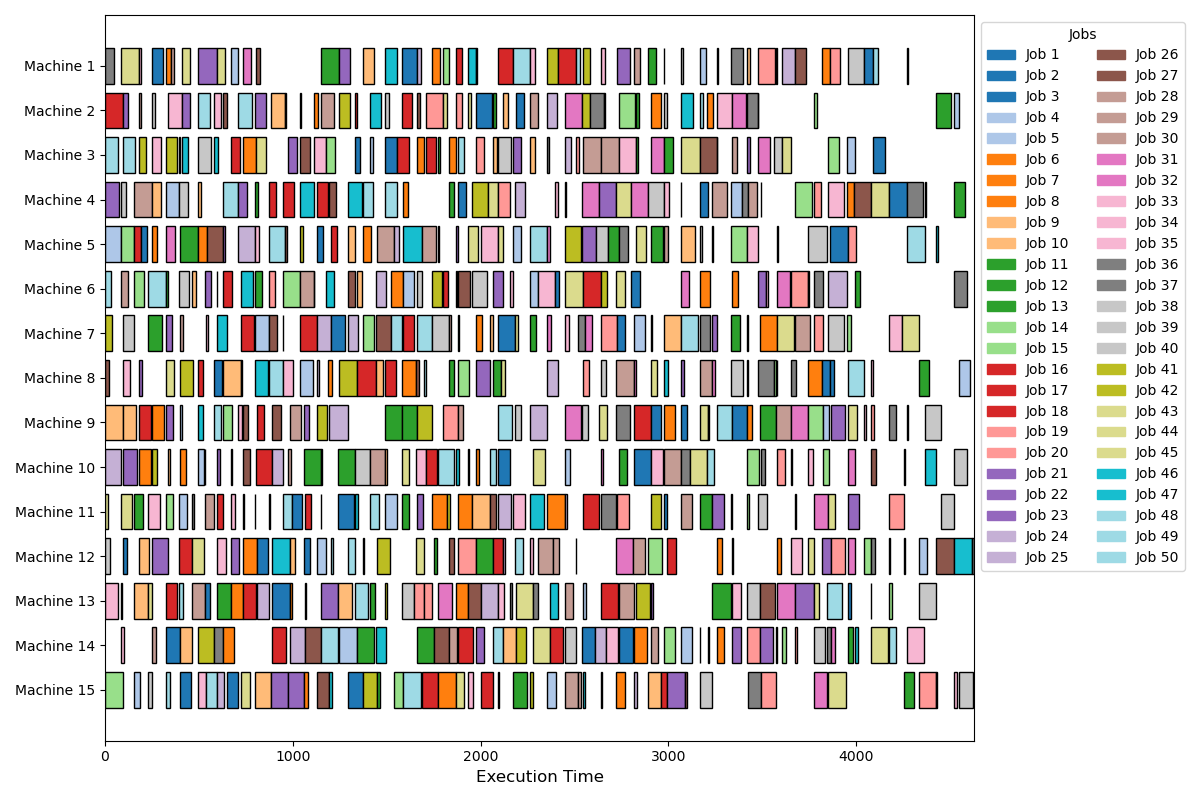 Machine 1
Machine 2
Machine 3
Machine 4
Machine 5
Machine 6
Machine 7
Machine 8
Machine 9
Machine 10
Machine 11
Machine 12
Machine 13
Machine 14
Machine 15
0 1000 2000 3000 4000
Execution Time
Jobs
Job 1
Job 2
Job 3
Job 4
Job 5
Job 6
Job 7
Job 8
Job 9
Job 10
Job 11
Job 12
Job 13
Job 14
Job 15
Job 16
Job 17
Job 18
Job 19
Job 20
Job 21
Job 22
Job 23
Job 24
Job 25
Job 26
Job 27
Job 28
Job 29
Job 30
Job 31
Job 32
Job 33
Job 34
Job 35
Job 36
Job 37
Job 38
Job 39
Job 40
Job 41
Job 42
Job 43
Job 44
Job 45
Job 46
Job 47
Job 48
Job 49
Job 50